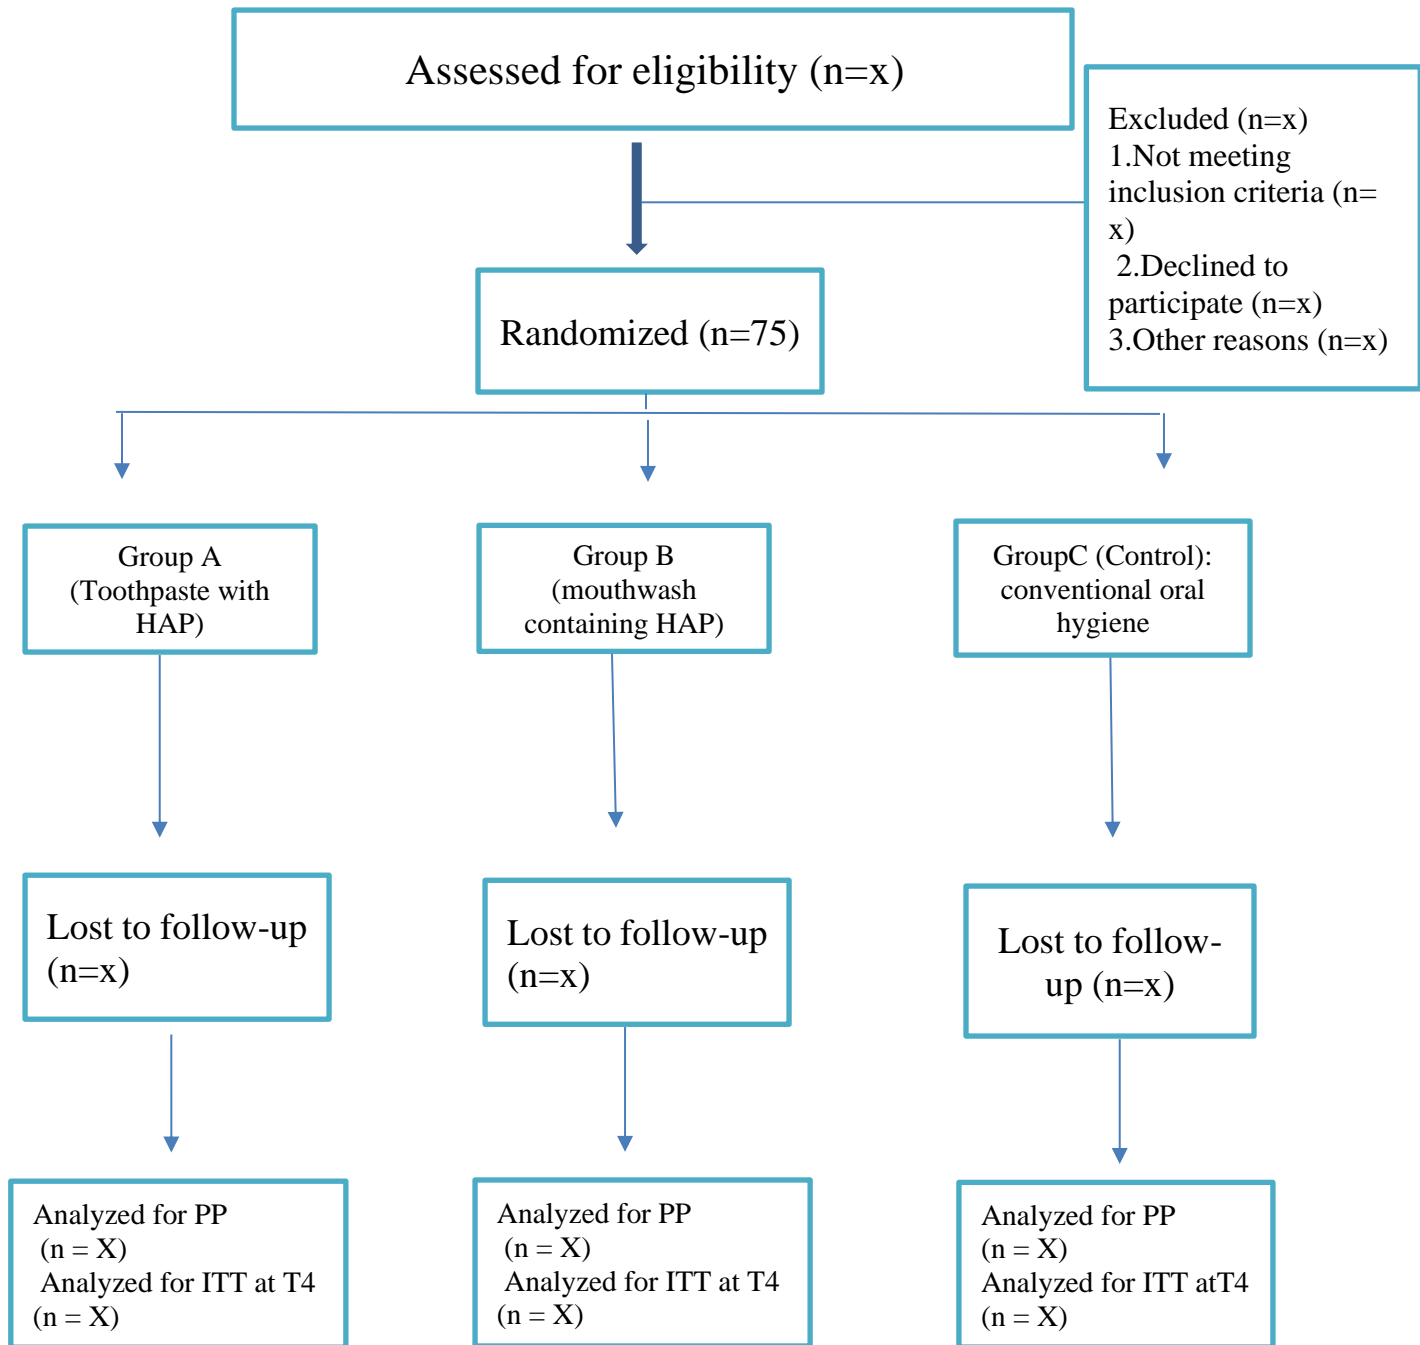 Assessed for eligibility (n=x)
Excluded (n=x)
1.Not meeting
inclusion criteria (n=
x)
2.Declined to
participate (n=x)
3.Other reasons (n=x)
Randomized (n=75)
Group A
(Toothpaste with
HAP)
Group B
(mouthwash
containing HAP)
GroupC (Control):
conventional oral
hygiene
Lost to follow-up
(n=x)
Lost to follow-up
(n=x)
Lost to follow-
up (n=x)
Analyzed for PP
(n = X)
Analyzed for ITT at T4
(n = X)
Analyzed for PP
(n = X)
Analyzed for ITT at T4
(n = X)
Analyzed for PP
(n = X)
Analyzed for ITT atT4
(n = X)